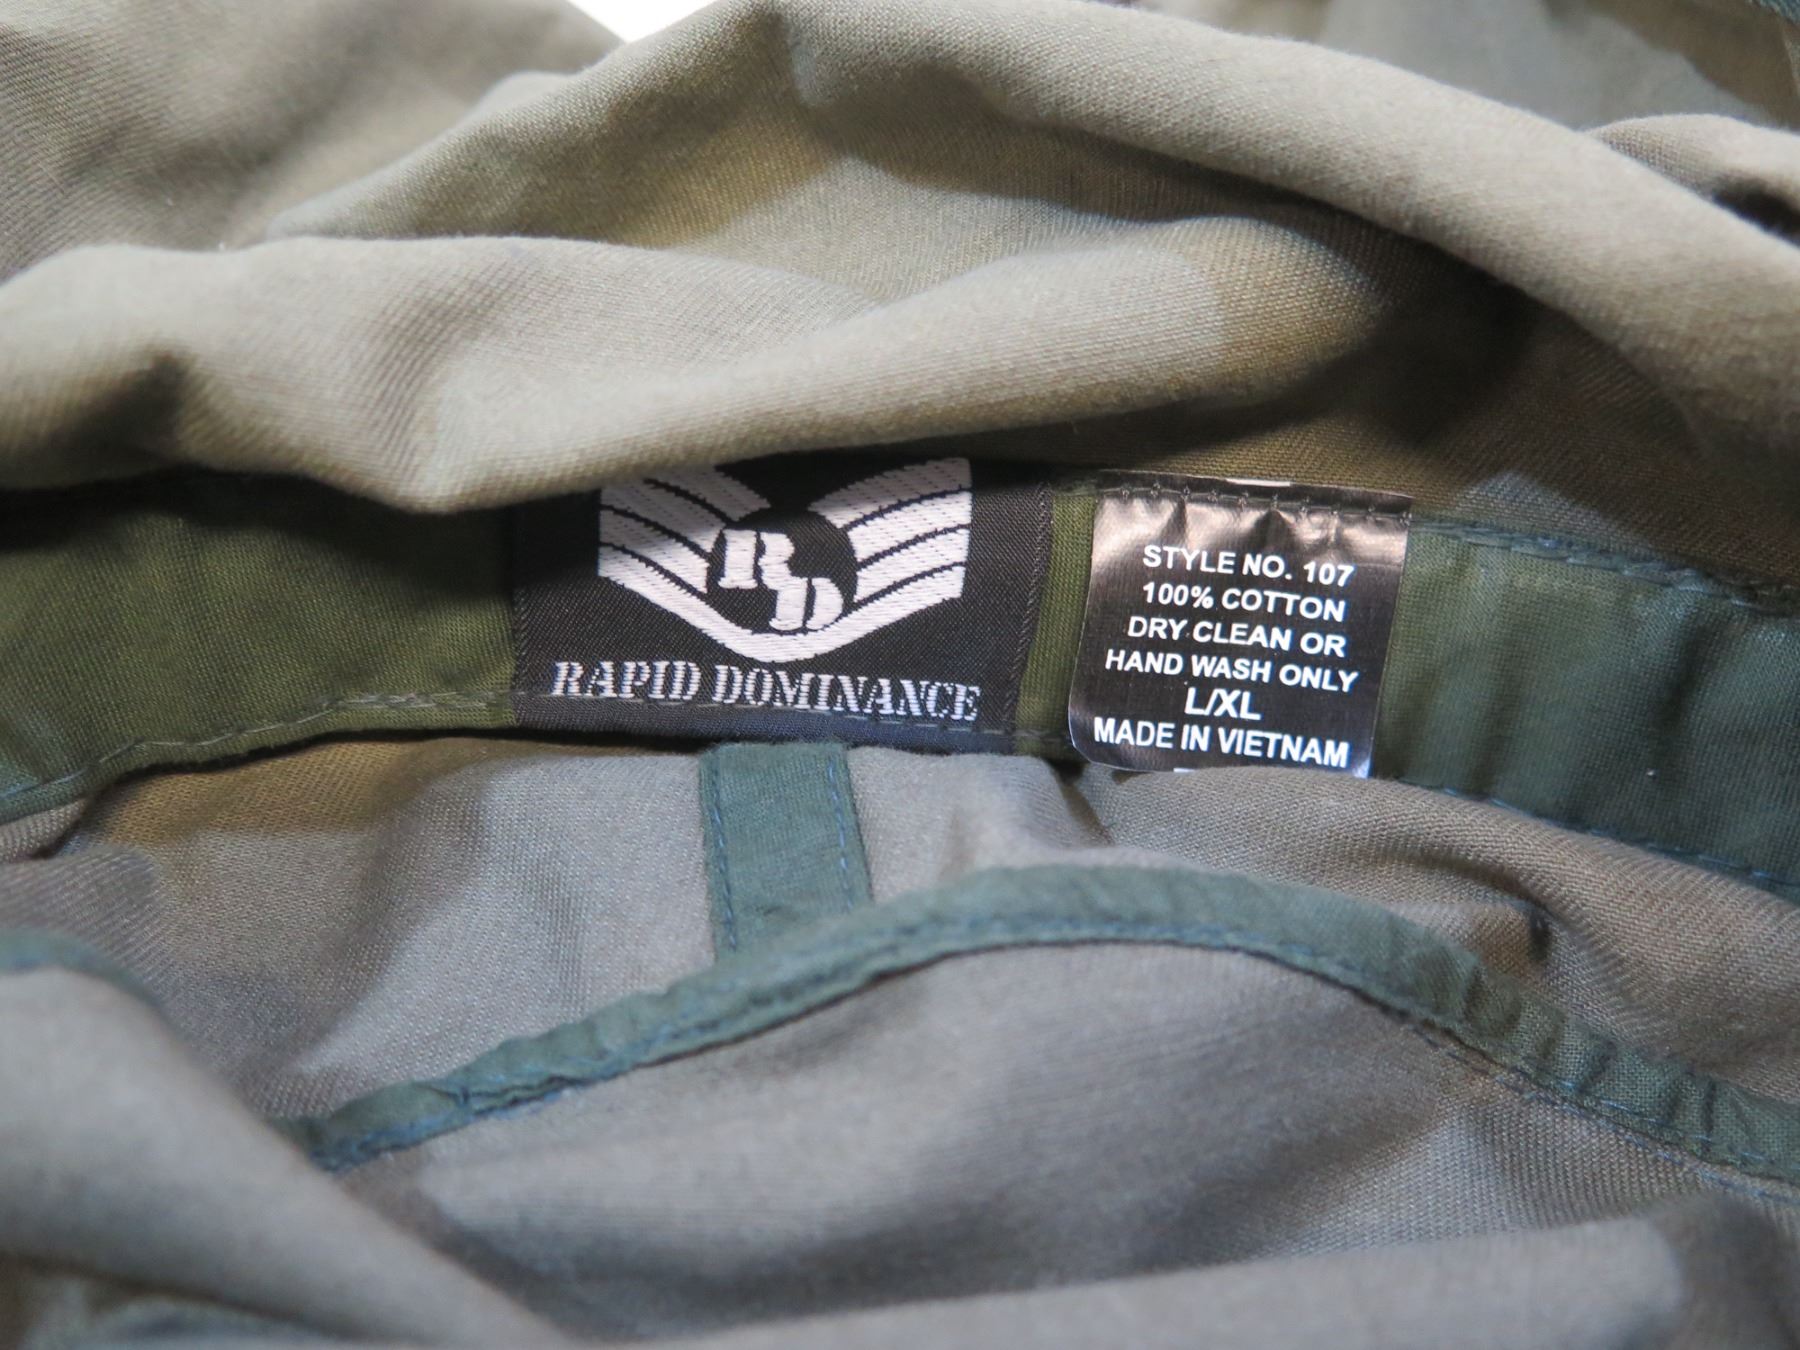 RD
RAPID DOMINANCE
STYLE NO. 107
100% COTTON
DRY CLEAN OR
HAND WASH ONLY
L/XL
MADE IN VIETNAM